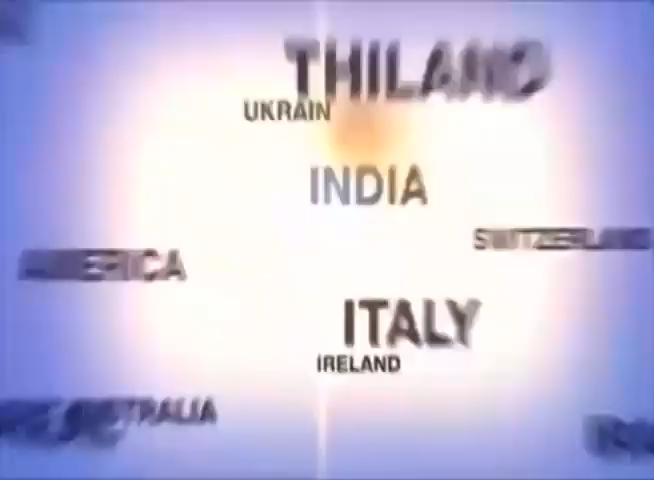 THILAND
UKRAIN
INDIA
SWITZERLAND
AMERICA
ITALY
IRELAND
AUSTRALIA